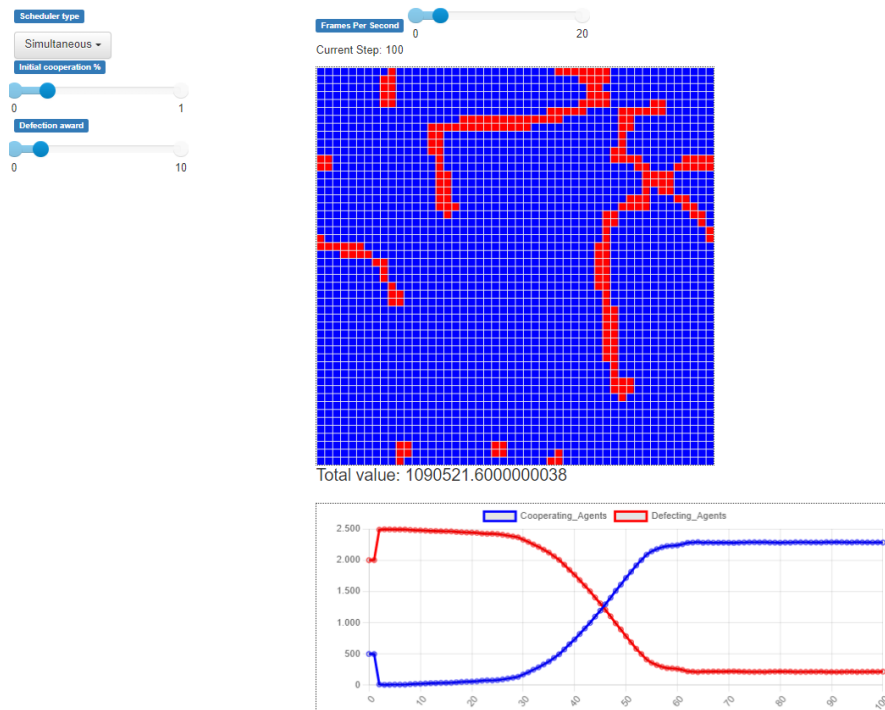 Scheduler type
Simultaneous
Initial cooperation %
0 1
Defection award
0 10
Frames Per Second
0 20
Current Step: 100
Total value: 1090521.6000000038
Cooperating_Agents Defecting_Agents
2.500
2.000
1.500
1.000
500
0
0 10 20 30 40 50 60 70 80 90 100